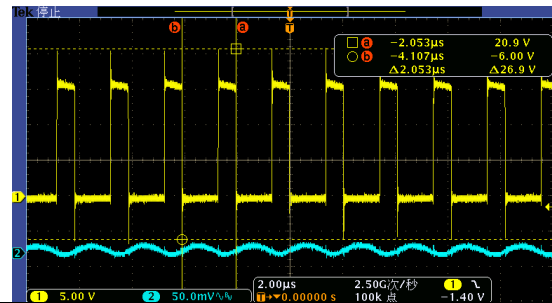 Tek 停止
T
b a
T
a −2.053µs 20.9 V
b −4.107µs −6.00 V
Δ2.053µs Δ26.9 V
1
2
1 5.00 V 2 50.0mV
2.00µs 2.50G次/秒 1
T→▼0.00000 s 100k 点 −1.40 V